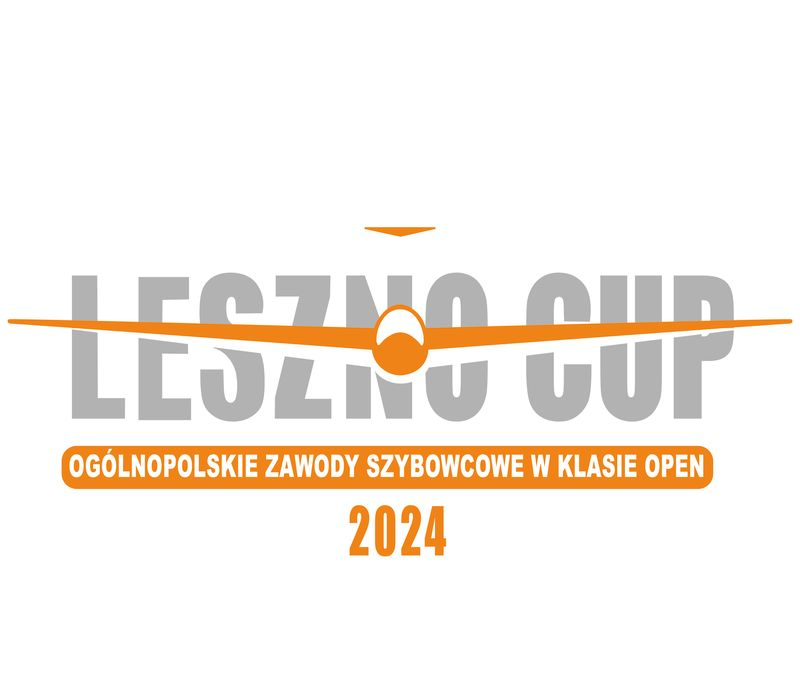 LESZNO CUP
OGÓLNOPOLSKIE ZAWODY SZYBOWCOWE W KLASIE OPEN
2024